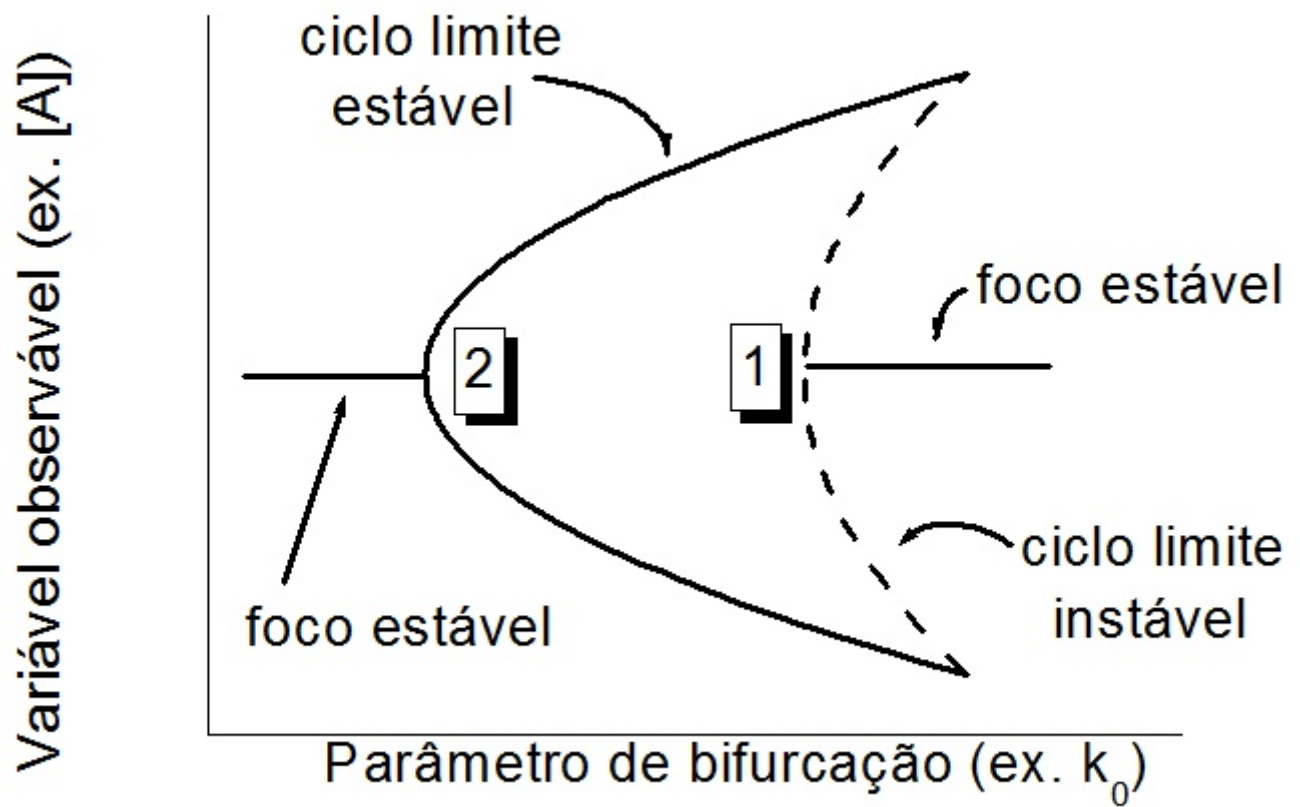 Variável observável (ex. [A])
ciclo limite
estável
foco estável
2
1
ciclo limite
instável
foco estável
Parâmetro de bifurcação (ex. k₀)